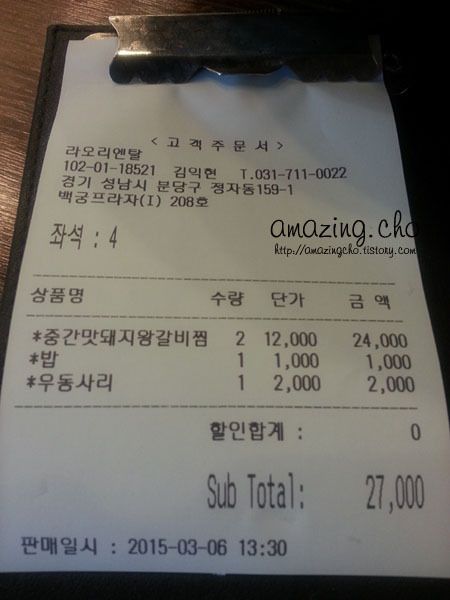 <고객주문서>
라오리엔탈
102-01-18521 김익현 T.031-711-0022
경기 성남시 분당구 정자동159-1
백궁프라자(I) 208호
amazing.cho
http://amazingcho.tistory.com
좌석 : 4
상품명 수량 단가 금 액
*중간맛돼지왕갈비찜 2 12,000 24,000
*밥 1 1,000 1,000
*우동사리 1 2,000 2,000
할인합계 : 0
Sub Total: 27,000
판매일시 : 2015-03-06 13:30